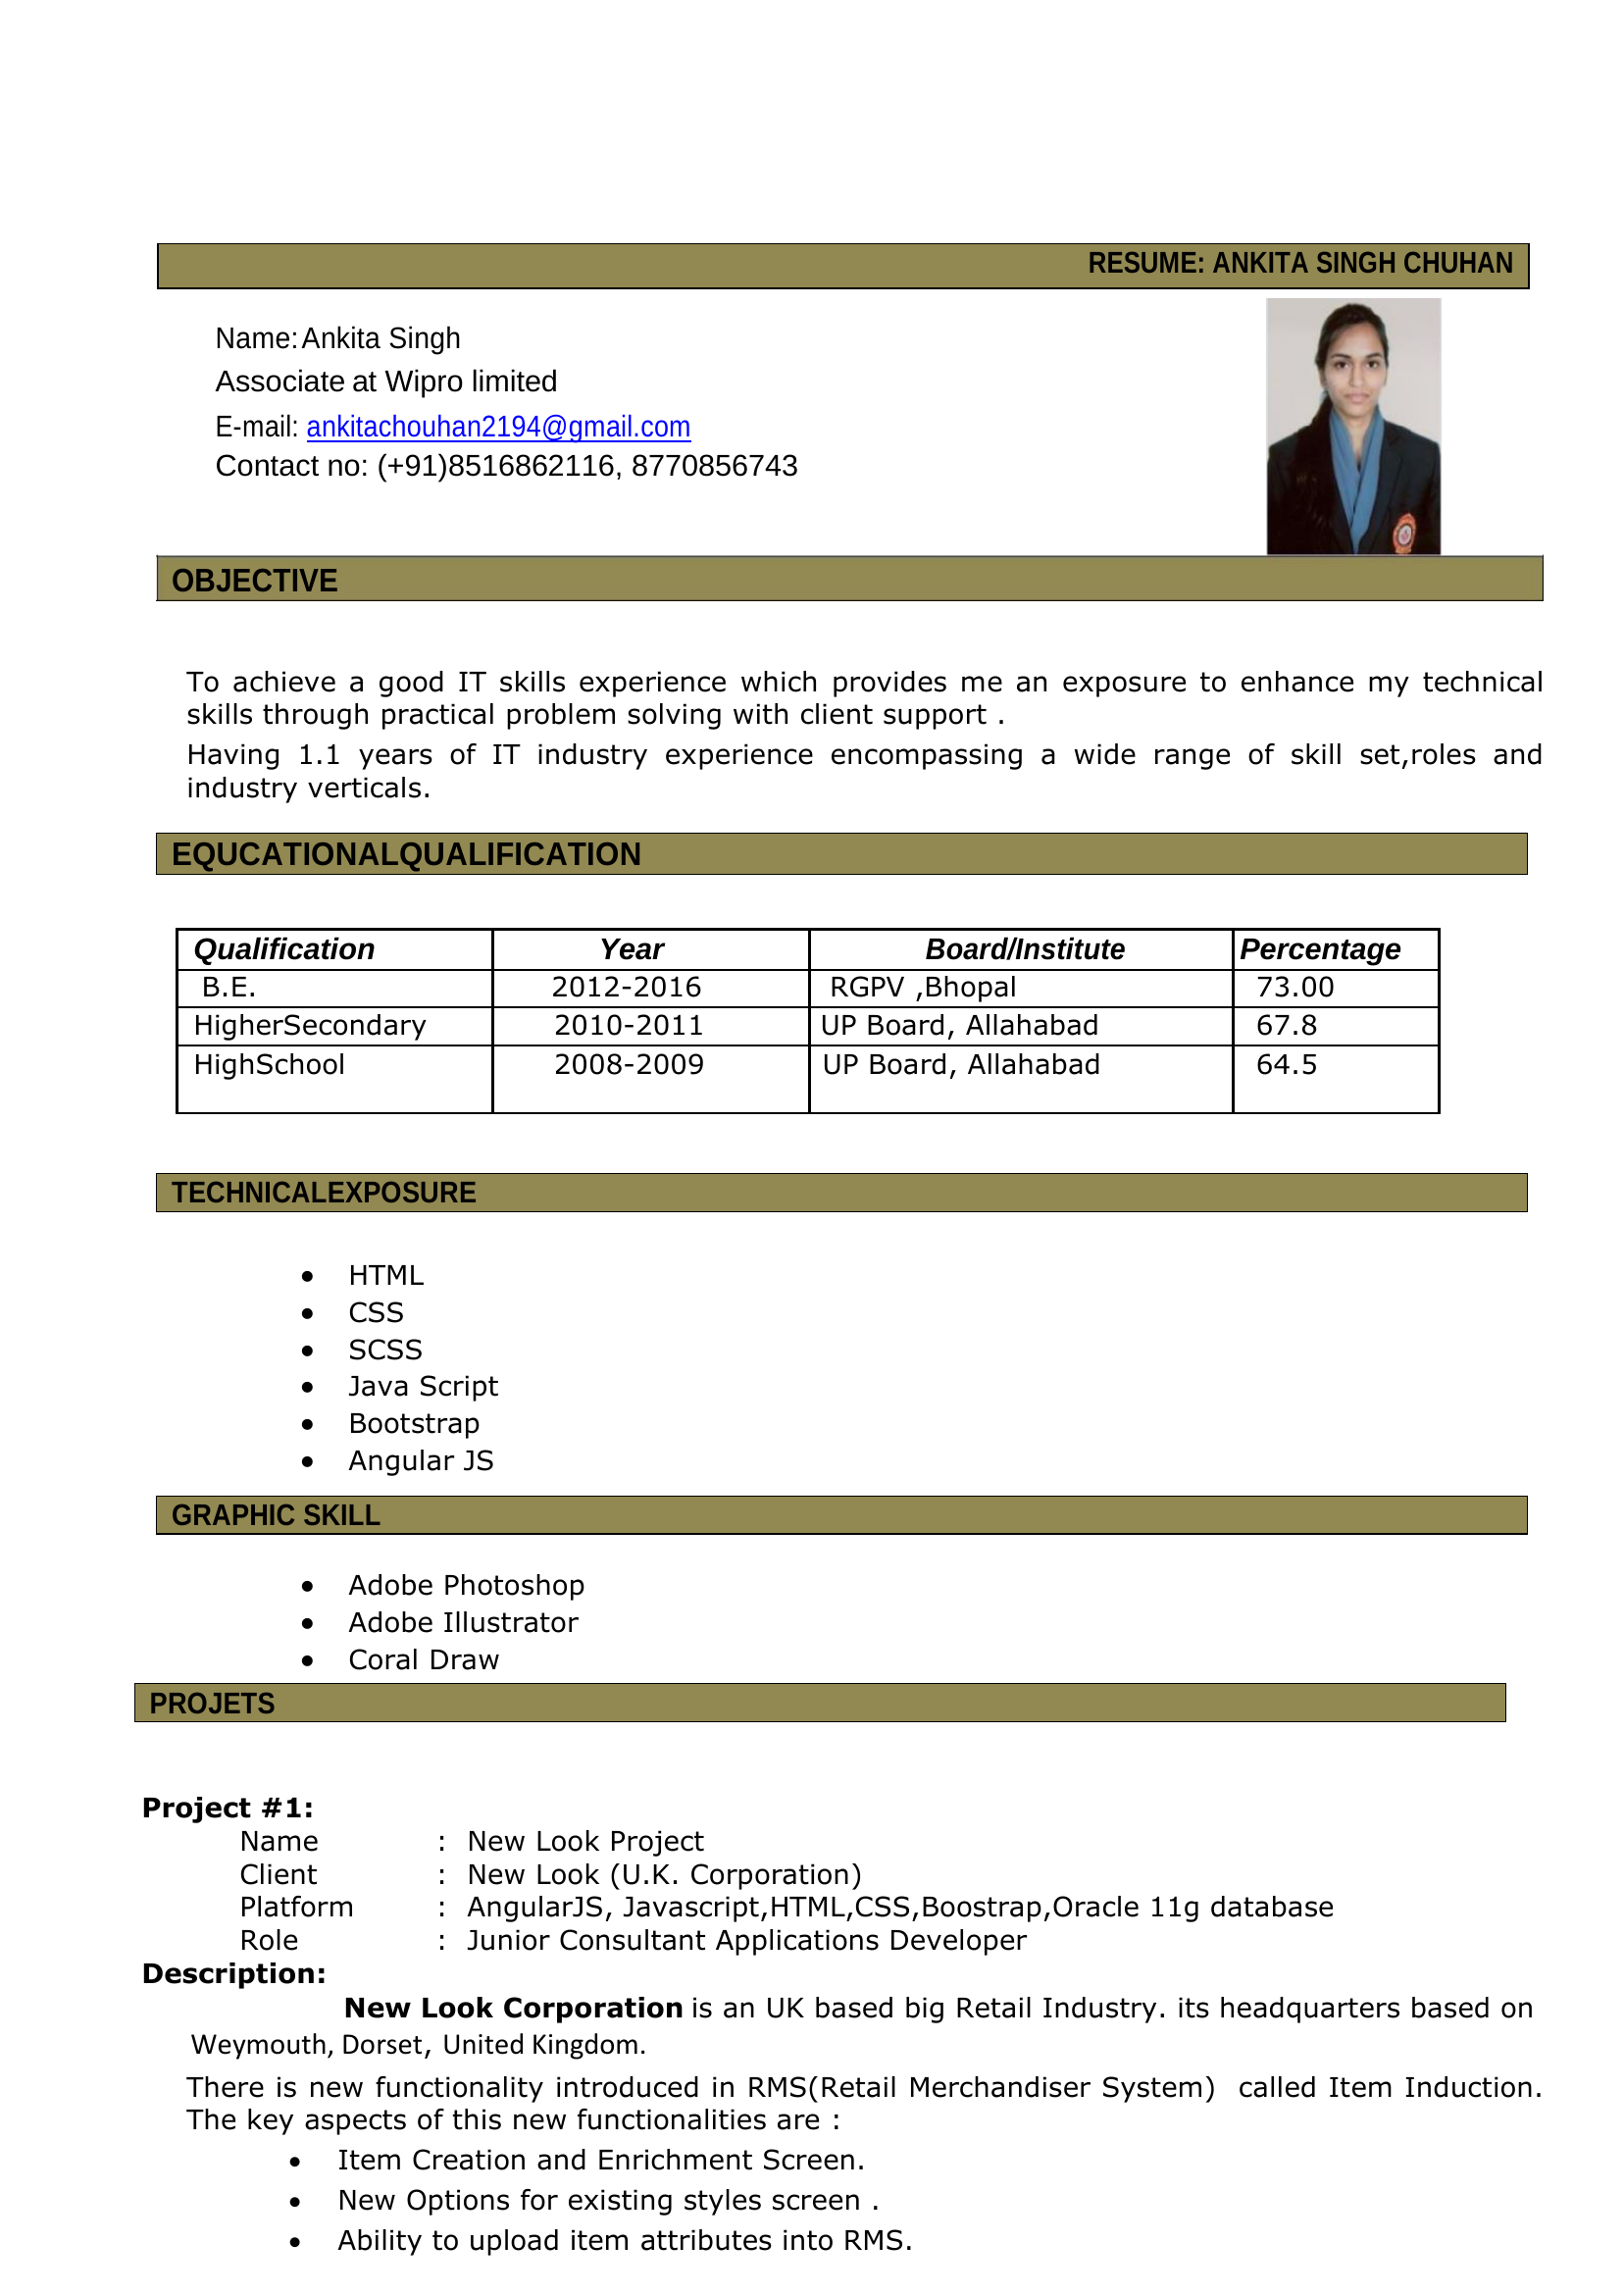 RESUME: ANKITA SINGH CHUHAN
Name: Ankita Singh
Associate at Wipro limited
E-mail: ankitachouhan2194@gmail.com
Contact no: (+91)8516862116, 8770856743
OBJECTIVE
To achieve a good IT skills experience which provides me an exposure to enhance my technical
skills through practical problem solving with client support .
Having 1.1 years of IT industry experience encompassing a wide range of skill set,roles and
industry verticals.
EQUCATIONALQUALIFICATION
Qualification Year Board/Institute Percentage
B.E. 2012-2016 RGPV ,Bhopal 73.00
HigherSecondary 2010-2011 UP Board, Allahabad 67.8
HighSchool 2008-2009 UP Board, Allahabad 64.5
TECHNICALEXPOSURE
• HTML
• CSS
• SCSS
• Java Script
• Bootstrap
• Angular JS
GRAPHIC SKILL
• Adobe Photoshop
• Adobe Illustrator
• Coral Draw
PROJETS
Project #1:
Name : New Look Project
Client : New Look (U.K. Corporation)
Platform : AngularJS, Javascript,HTML,CSS,Boostrap,Oracle 11g database
Role : Junior Consultant Applications Developer
Description:
New Look Corporation is an UK based big Retail Industry. its headquarters based on
Weymouth, Dorset, United Kingdom.
There is new functionality introduced in RMS(Retail Merchandiser System) called Item Induction.
The key aspects of this new functionalities are :
• Item Creation and Enrichment Screen.
• New Options for existing styles screen .
• Ability to upload item attributes into RMS.